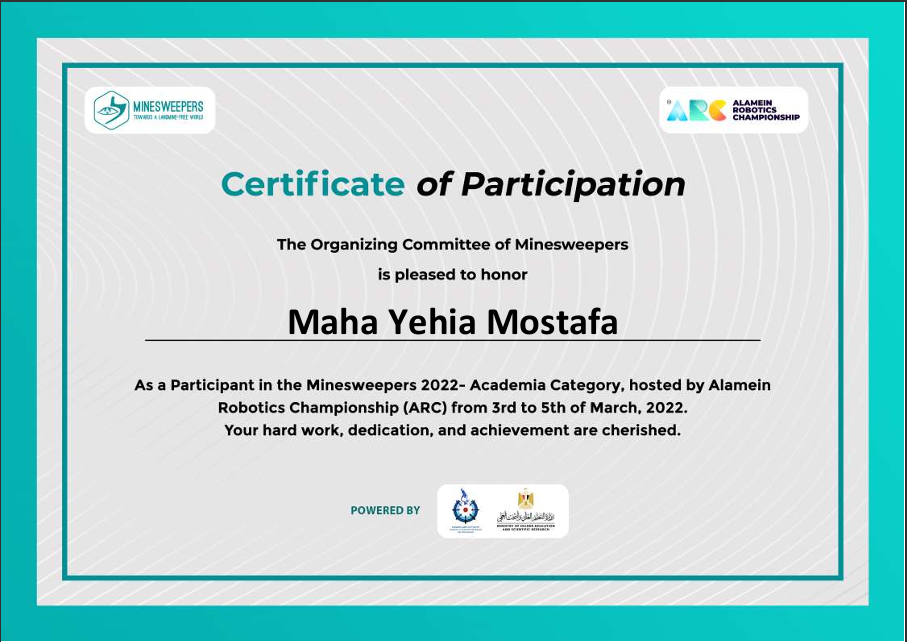 MINESWEEPERS
TOWARDS A LANDMINE-FREE WORLD
ARC
ALAMEIN
ROBOTICS
CHAMPIONSHIP
Certificate of Participation
The Organizing Committee of Minesweepers
is pleased to honor
Maha Yehia Mostafa
As a Participant in the Minesweepers 2022- Academia Category, hosted by Alamein
Robotics Championship (ARC) from 3rd to 5th of March, 2022.
Your hard work, dedication, and achievement are cherished.
POWERED BY
MINISTRY OF HIGHER EDUCATION
AND SCIENTIFIC RESEARCH